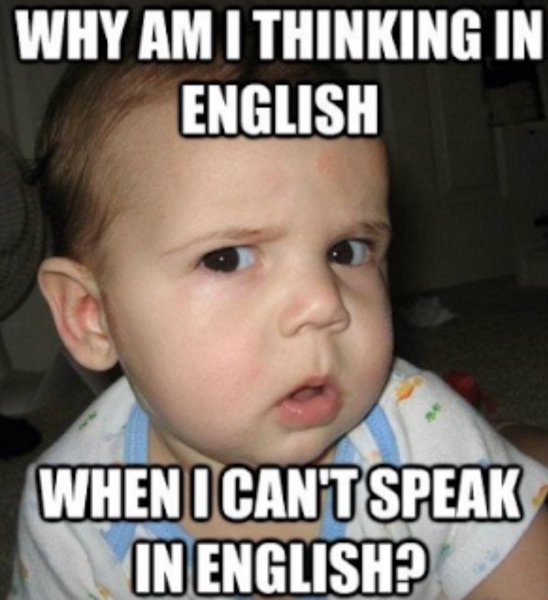 WHY AM I THINKING IN
ENGLISH
WHEN I CAN'T SPEAK
IN ENGLISH?